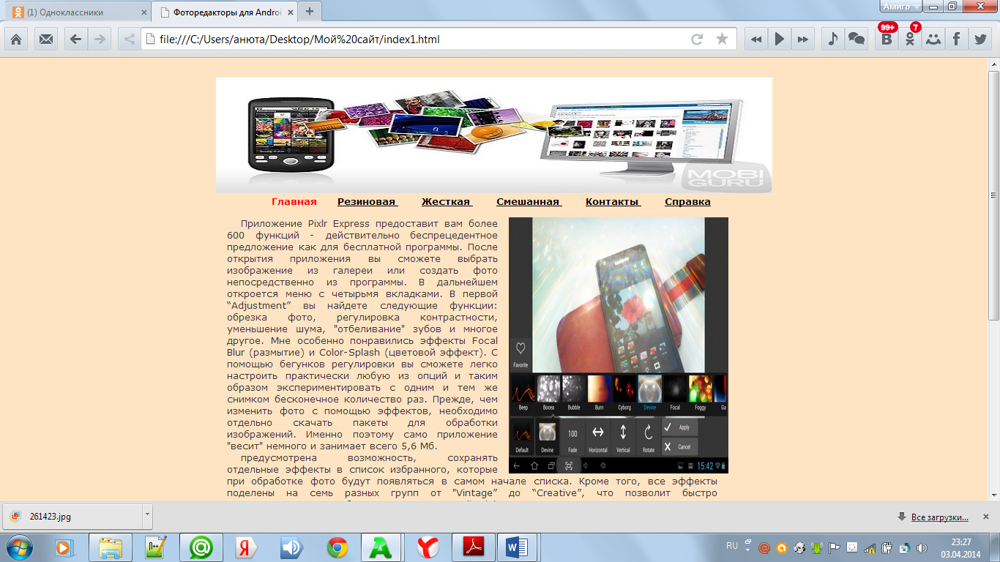 Амиго
(1) Одноклассники
Фоторедакторы для Androi
file:///C:/Users/анюта/Desktop/Мой%20сайт/index1.html
99+
7
MOBI
GURU
Главная Резиновая Жесткая Смешанная Контакты Справка
Приложение Pixlr Express предоставит вам более
600 функций - действительно беспрецедентное
предложение как для бесплатной программы. После
открытия приложения вы сможете выбрать
изображение из галереи или создать фото
непосредственно из программы. В дальнейшем
откроется меню с четырьмя вкладками. В первой
“Adjustment” вы найдете следующие функции:
обрезка фото, регулировка контрастности,
уменьшение шума, "отбеливание" зубов и многое
другое. Мне особенно понравились эффекты Focal
Blur (размытие) и Color-Splash (цветовой эффект). С
помощью бегунков регулировки вы сможете легко
настроить практически любую из опций и таким
образом экспериментировать с одним и тем же
снимком бесконечное количество раз. Прежде, чем
изменить фото с помощью эффектов, необходимо
отдельно скачать пакеты для обработки
изображений. Именно поэтому само приложение
"весит" немного и занимает всего 5,6 Мб.
предусмотрена возможность, сохранять
отдельные эффекты в список избранного, которые
при обработке фото будут появляться в самом начале списка. Кроме того, все эффекты
поделены на семь разных групп от "Vintage” до “Creative”, что позволит быстро
SAMSUNG
Favorite
Beep Bocea Bubble Burn Cyborg Devine Focal Foggy Ga
Default Devine 100 Fade Horizontal Vertical Rotate Apply
Cancel
15:42
261423.jpg
Все загрузки...
RU
23:27
03.04.2014